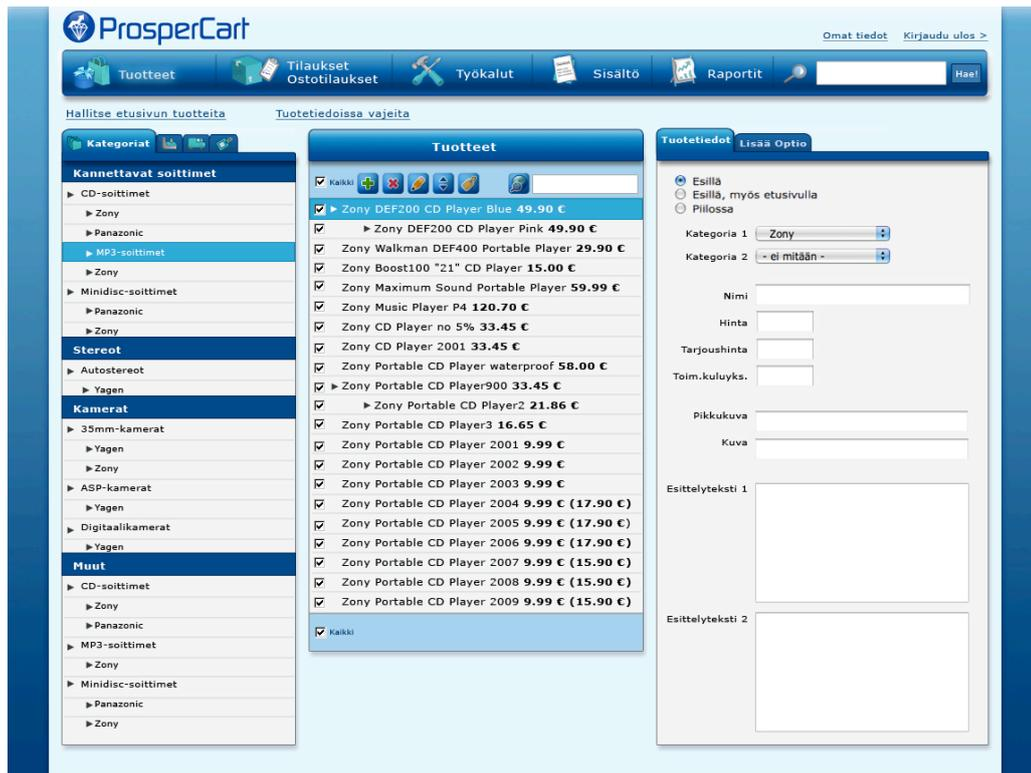 ProsperCart
Omat tiedot Kirjaudu ulos >
Tuotteet
Tilaukset
Ostotilaukset
Työkalut
Sisältö
Raportit
Hae!
Hallitse etusivun tuotteita
Tuotetiedoissa vajeita
Kategoriat
Kannettavat soittimet
CD-soittimet
Zony
Panazonic
MP3-soittimet
Zony
Minidisc-soittimet
Panazonic
Zony
Stereot
Autostereot
Yagen
Kamerat
35mm-kamerat
Yagen
Zony
ASP-kamerat
Yagen
Digitaalikamerat
Yagen
Muut
CD-soittimet
Zony
Panazonic
MP3-soittimet
Zony
Minidisc-soittimet
Panazonic
Zony
Tuotteet
Kaikki
Zony DEF200 CD Player Blue 49.90 €
Zony DEF200 CD Player Pink 49.90 €
Zony Walkman DEF400 Portable Player 29.90 €
Zony Boost100 "21" CD Player 15.00 €
Zony Maximum Sound Portable Player 59.99 €
Zony Music Player P4 120.70 €
Zony CD Player no 5% 33.45 €
Zony CD Player 2001 33.45 €
Zony Portable CD Player waterproof 58.00 €
Zony Portable CD Player900 33.45 €
Zony Portable CD Player2 21.86 €
Zony Portable CD Player3 16.65 €
Zony Portable CD Player 2001 9.99 €
Zony Portable CD Player 2002 9.99 €
Zony Portable CD Player 2003 9.99 €
Zony Portable CD Player 2004 9.99 € (17.90 €)
Zony Portable CD Player 2005 9.99 € (17.90 €)
Zony Portable CD Player 2006 9.99 € (17.90 €)
Zony Portable CD Player 2007 9.99 € (15.90 €)
Zony Portable CD Player 2008 9.99 € (15.90 €)
Zony Portable CD Player 2009 9.99 € (15.90 €)
Kaikki
Tuotetiedot
Lisää Optio
Esillä
Esillä, myös etusivulla
Piilossa
Kategoria 1 Zony
Kategoria 2 - ei mitään -
Nimi
Hinta
Tarjoushinta
Toim.kuluyks.
Pikkukuva
Kuva
Esittelyteksti 1
Esittelyteksti 2